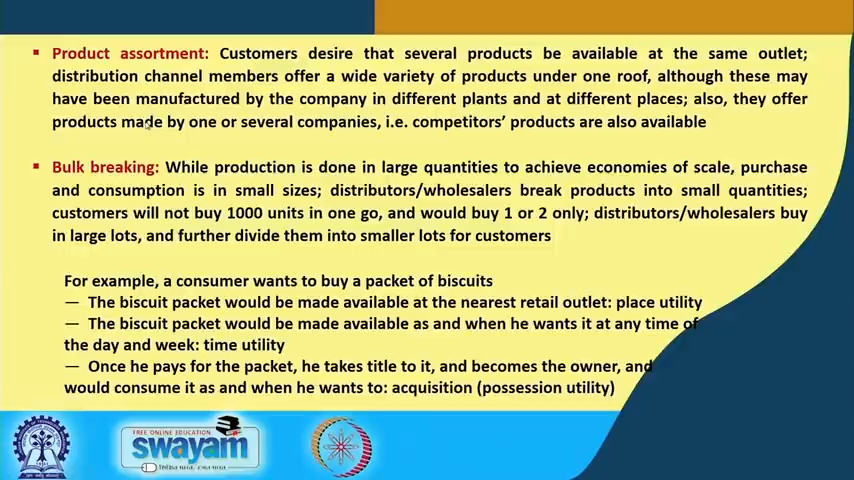 ▪ Product assortment: Customers desire that several products be available at the same outlet;
distribution channel members offer a wide variety of products under one roof, although these may
have been manufactured by the company in different plants and at different places; also, they offer
products made by one or several companies, i.e. competitors' products are also available
▪ Bulk breaking: While production is done in large quantities to achieve economies of scale, purchase
and consumption is in small sizes; distributors/wholesalers break products into small quantities;
customers will not buy 1000 units in one go, and would buy 1 or 2 only; distributors/wholesalers buy
in large lots, and further divide them into smaller lots for customers
For example, a consumer wants to buy a packet of biscuits
— The biscuit packet would be made available at the nearest retail outlet: place utility
— The biscuit packet would be made available as and when he wants it at any time of
the day and week: time utility
— Once he pays for the packet, he takes title to it, and becomes the owner, and
would consume it as and when he wants to: acquisition (possession utility)
FREE ONLINE EDUCATION
swayam